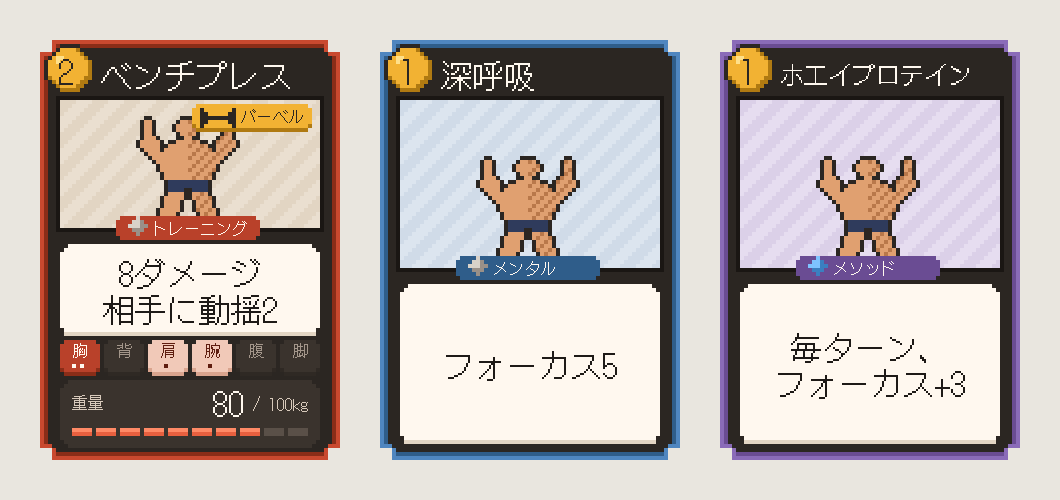 2
ベンチプレス
バーベル
トレーニング
8ダメージ
相手に動揺2
胸 背 肩 腕 腹 脚
重量 80 / 100kg
1
深呼吸
メンタル
フォーカス5
1
ホエイプロテイン
メソッド
毎ターン、
フォーカス+3